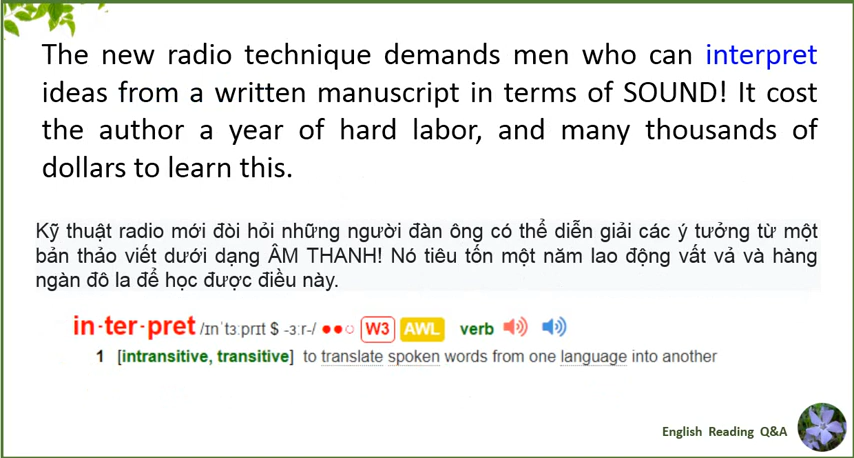 The new radio technique demands men who can interpret
ideas from a written manuscript in terms of SOUND! It cost
the author a year of hard labor, and many thousands of
dollars to learn this.
Kỹ thuật radio mới đòi hỏi những người đàn ông có thể diễn giải các ý tưởng từ một
bản thảo viết dưới dạng ÂM THANH! Nó tiêu tốn một năm lao động vất vả và hàng
ngàn đô la để học được điều này.
in·ter·pret /ɪnˈtɜːprɪt $ -ɜːr-/ ●●○ W3 AWL verb
1 [intransitive, transitive] to translate spoken words from one language into another
English Reading Q&A